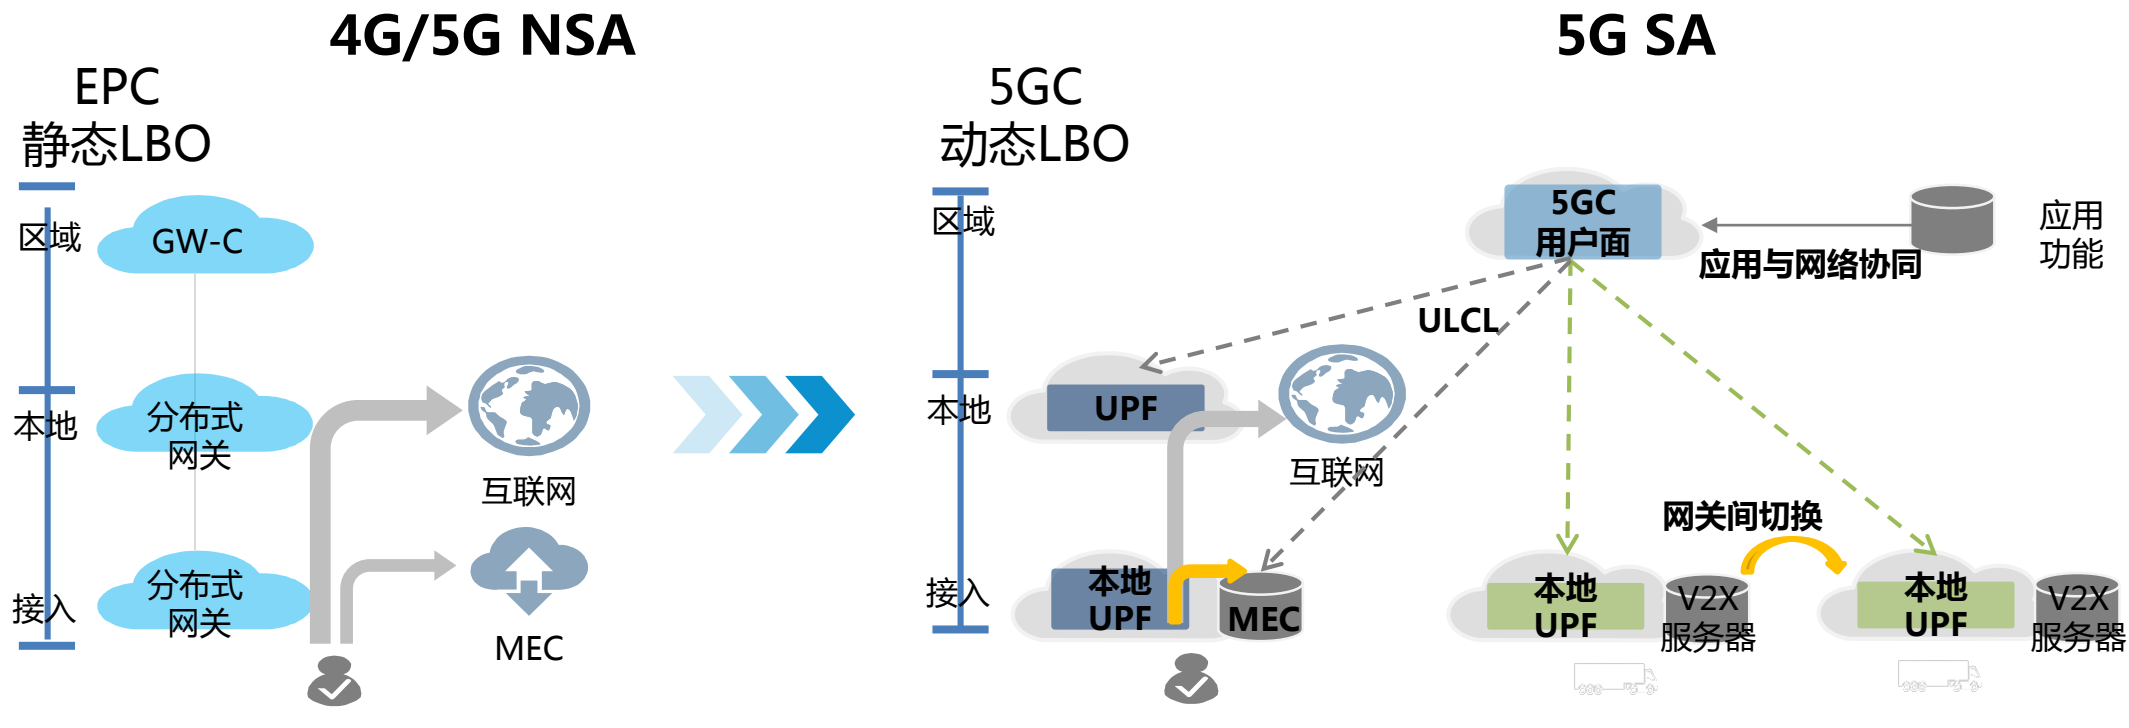 4G/5G NSA
5G SA
EPC
静态LBO
区域
GW-C
本地
分布式
网关
互联网
接入
分布式
网关
MEC
5GC
动态LBO
区域
5GC
用户面
应用与网络协同
应用
功能
ULCL
本地
UPF
互联网
网关间切换
接入
本地
UPF
MEC
本地
UPF
V2X
服务器
本地
UPF
V2X
服务器